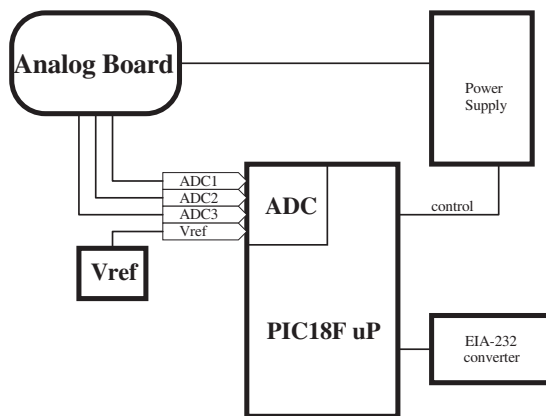 Analog Board
Power
Supply
ADC1
ADC2
ADC3
Vref
ADC
control
Vref
PIC18F uP
EIA-232
converter